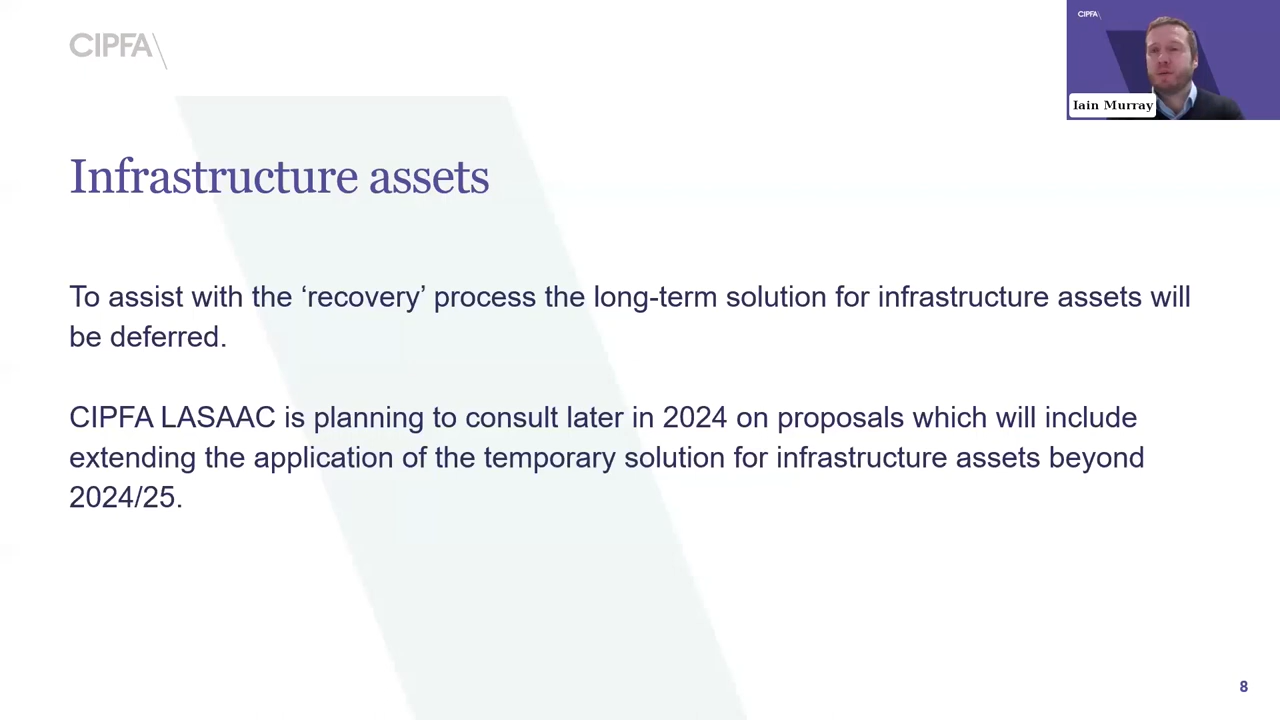 CIPFA
CIPFA
Iain Murray
Infrastructure assets
To assist with the ‘recovery’ process the long-term solution for infrastructure assets will
be deferred.
CIPFA LASAAC is planning to consult later in 2024 on proposals which will include
extending the application of the temporary solution for infrastructure assets beyond
2024/25.
8